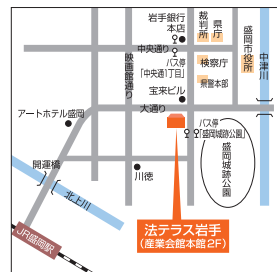 岩手銀行
本店
裁判所
県庁
盛岡市役所
中津川
中央通り
映画館通り
バス停
「中央通1丁目」
検察庁
県警本部
宝来ビル
大通り
アートホテル盛岡
バス停
「盛岡城跡公園」
盛岡城跡公園
開運橋
川徳
北上川
法テラス岩手
(産業会館本館2F)
JR盛岡駅